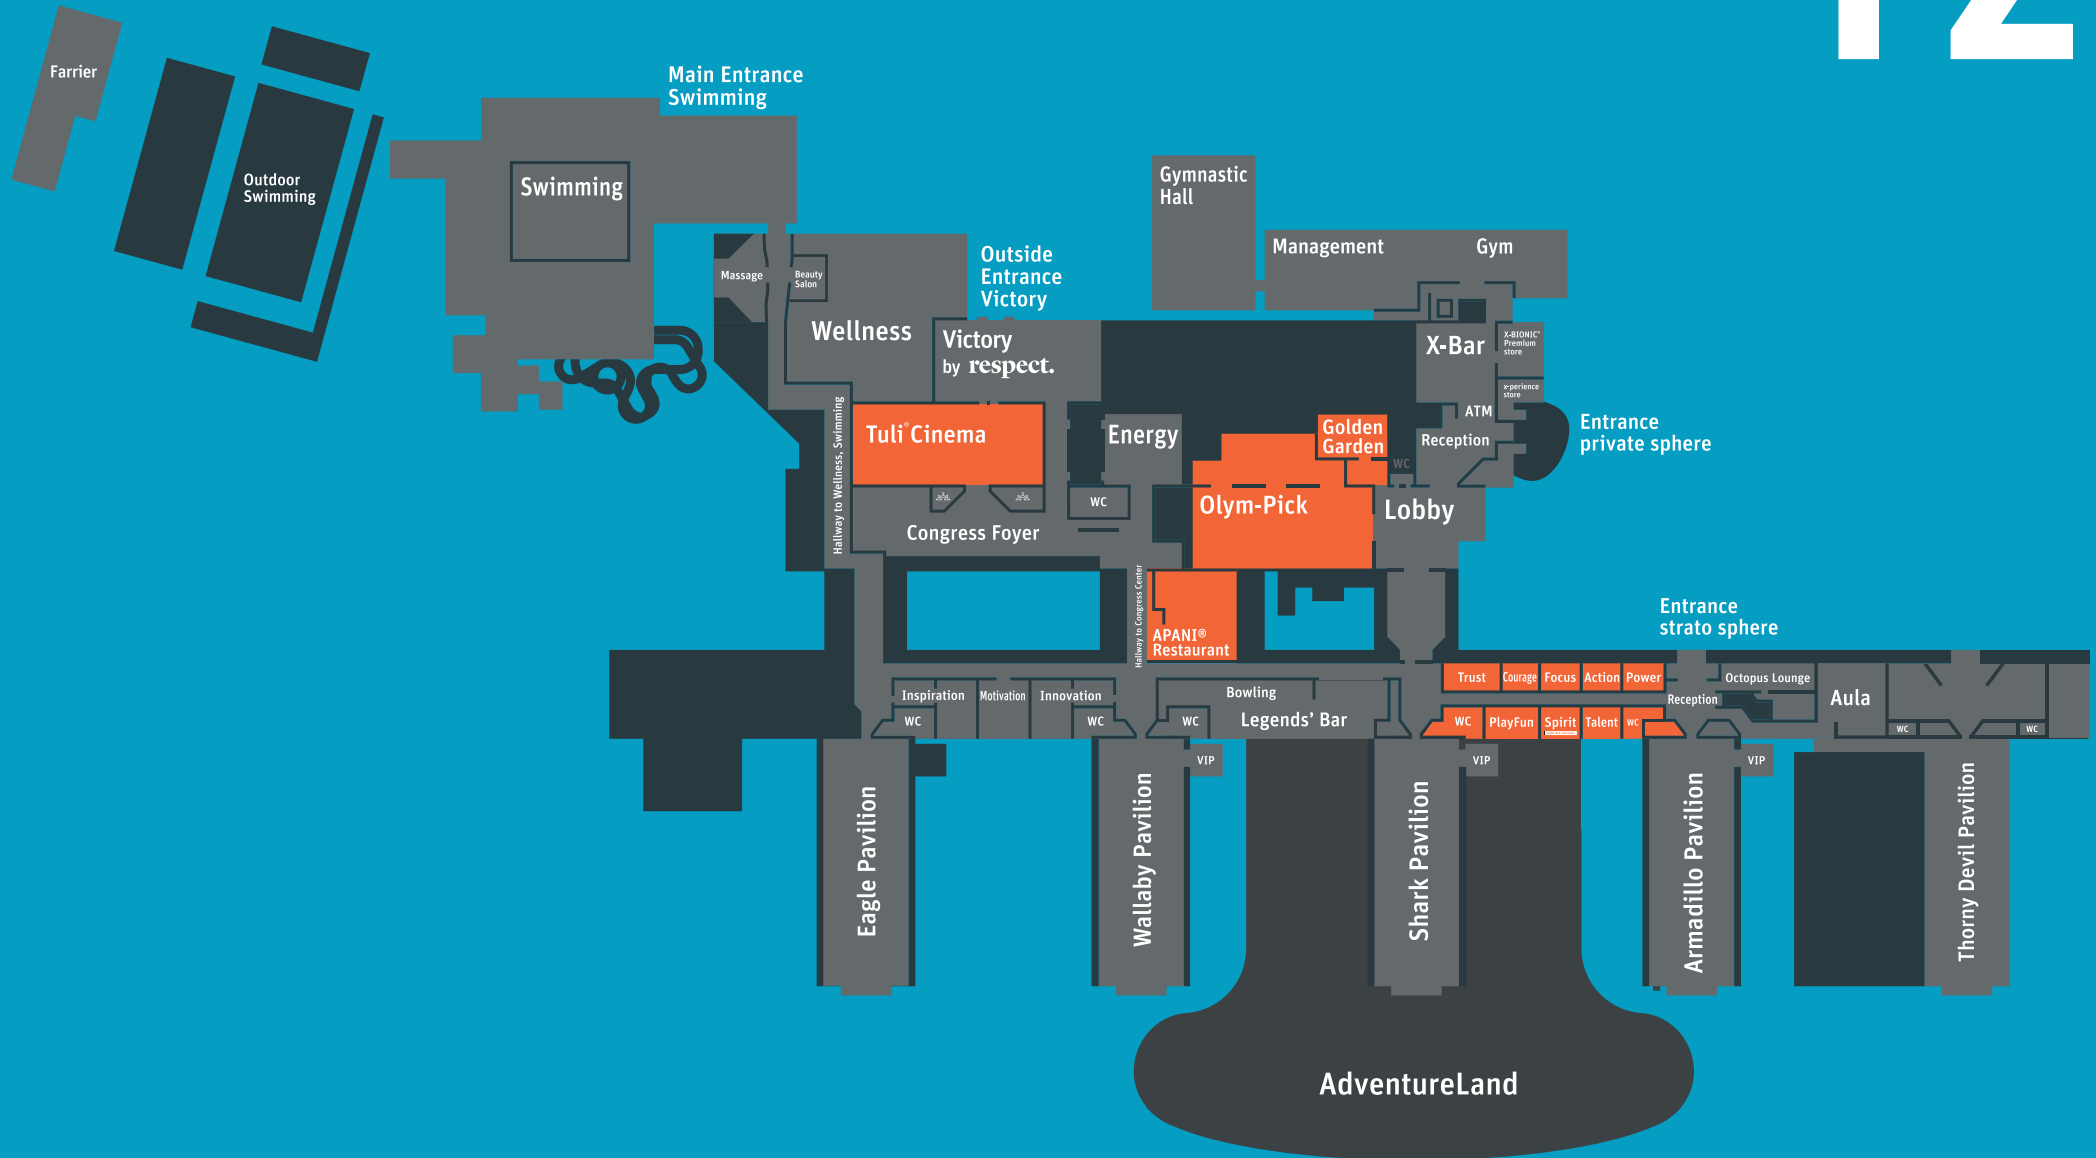 12
Farrier
Outdoor
Swimming
Main Entrance
Swimming
Swimming
Massage
Beauty
Salon
Wellness
Outside
Entrance
Victory
Victory
by respect.
Gymnastic
Hall
Management
Gym
X-Bar
X-BIONIC®
Premium
store
x-perience
store
ATM
Reception
Entrance
private sphere
Hallway to Wellness, Swimming
Tuli® Cinema
Energy
Golden
Garden
WC
WC
Olym-Pick
Lobby
Congress Foyer
Hallway to Congress Center
APANI®
Restaurant
Entrance
strato sphere
Inspiration
Motivation
Innovation
Bowling
Trust
Courage
Focus
Action
Power
Reception
Octopus Lounge
Aula
WC
WC
WC
Legends' Bar
WC
PlayFun
Spirit
Talent
WC
WC
WC
VIP
VIP
VIP
Eagle Pavilion
Wallaby Pavilion
Shark Pavilion
Armadillo Pavilion
Thorny Devil Pavilion
AdventureLand